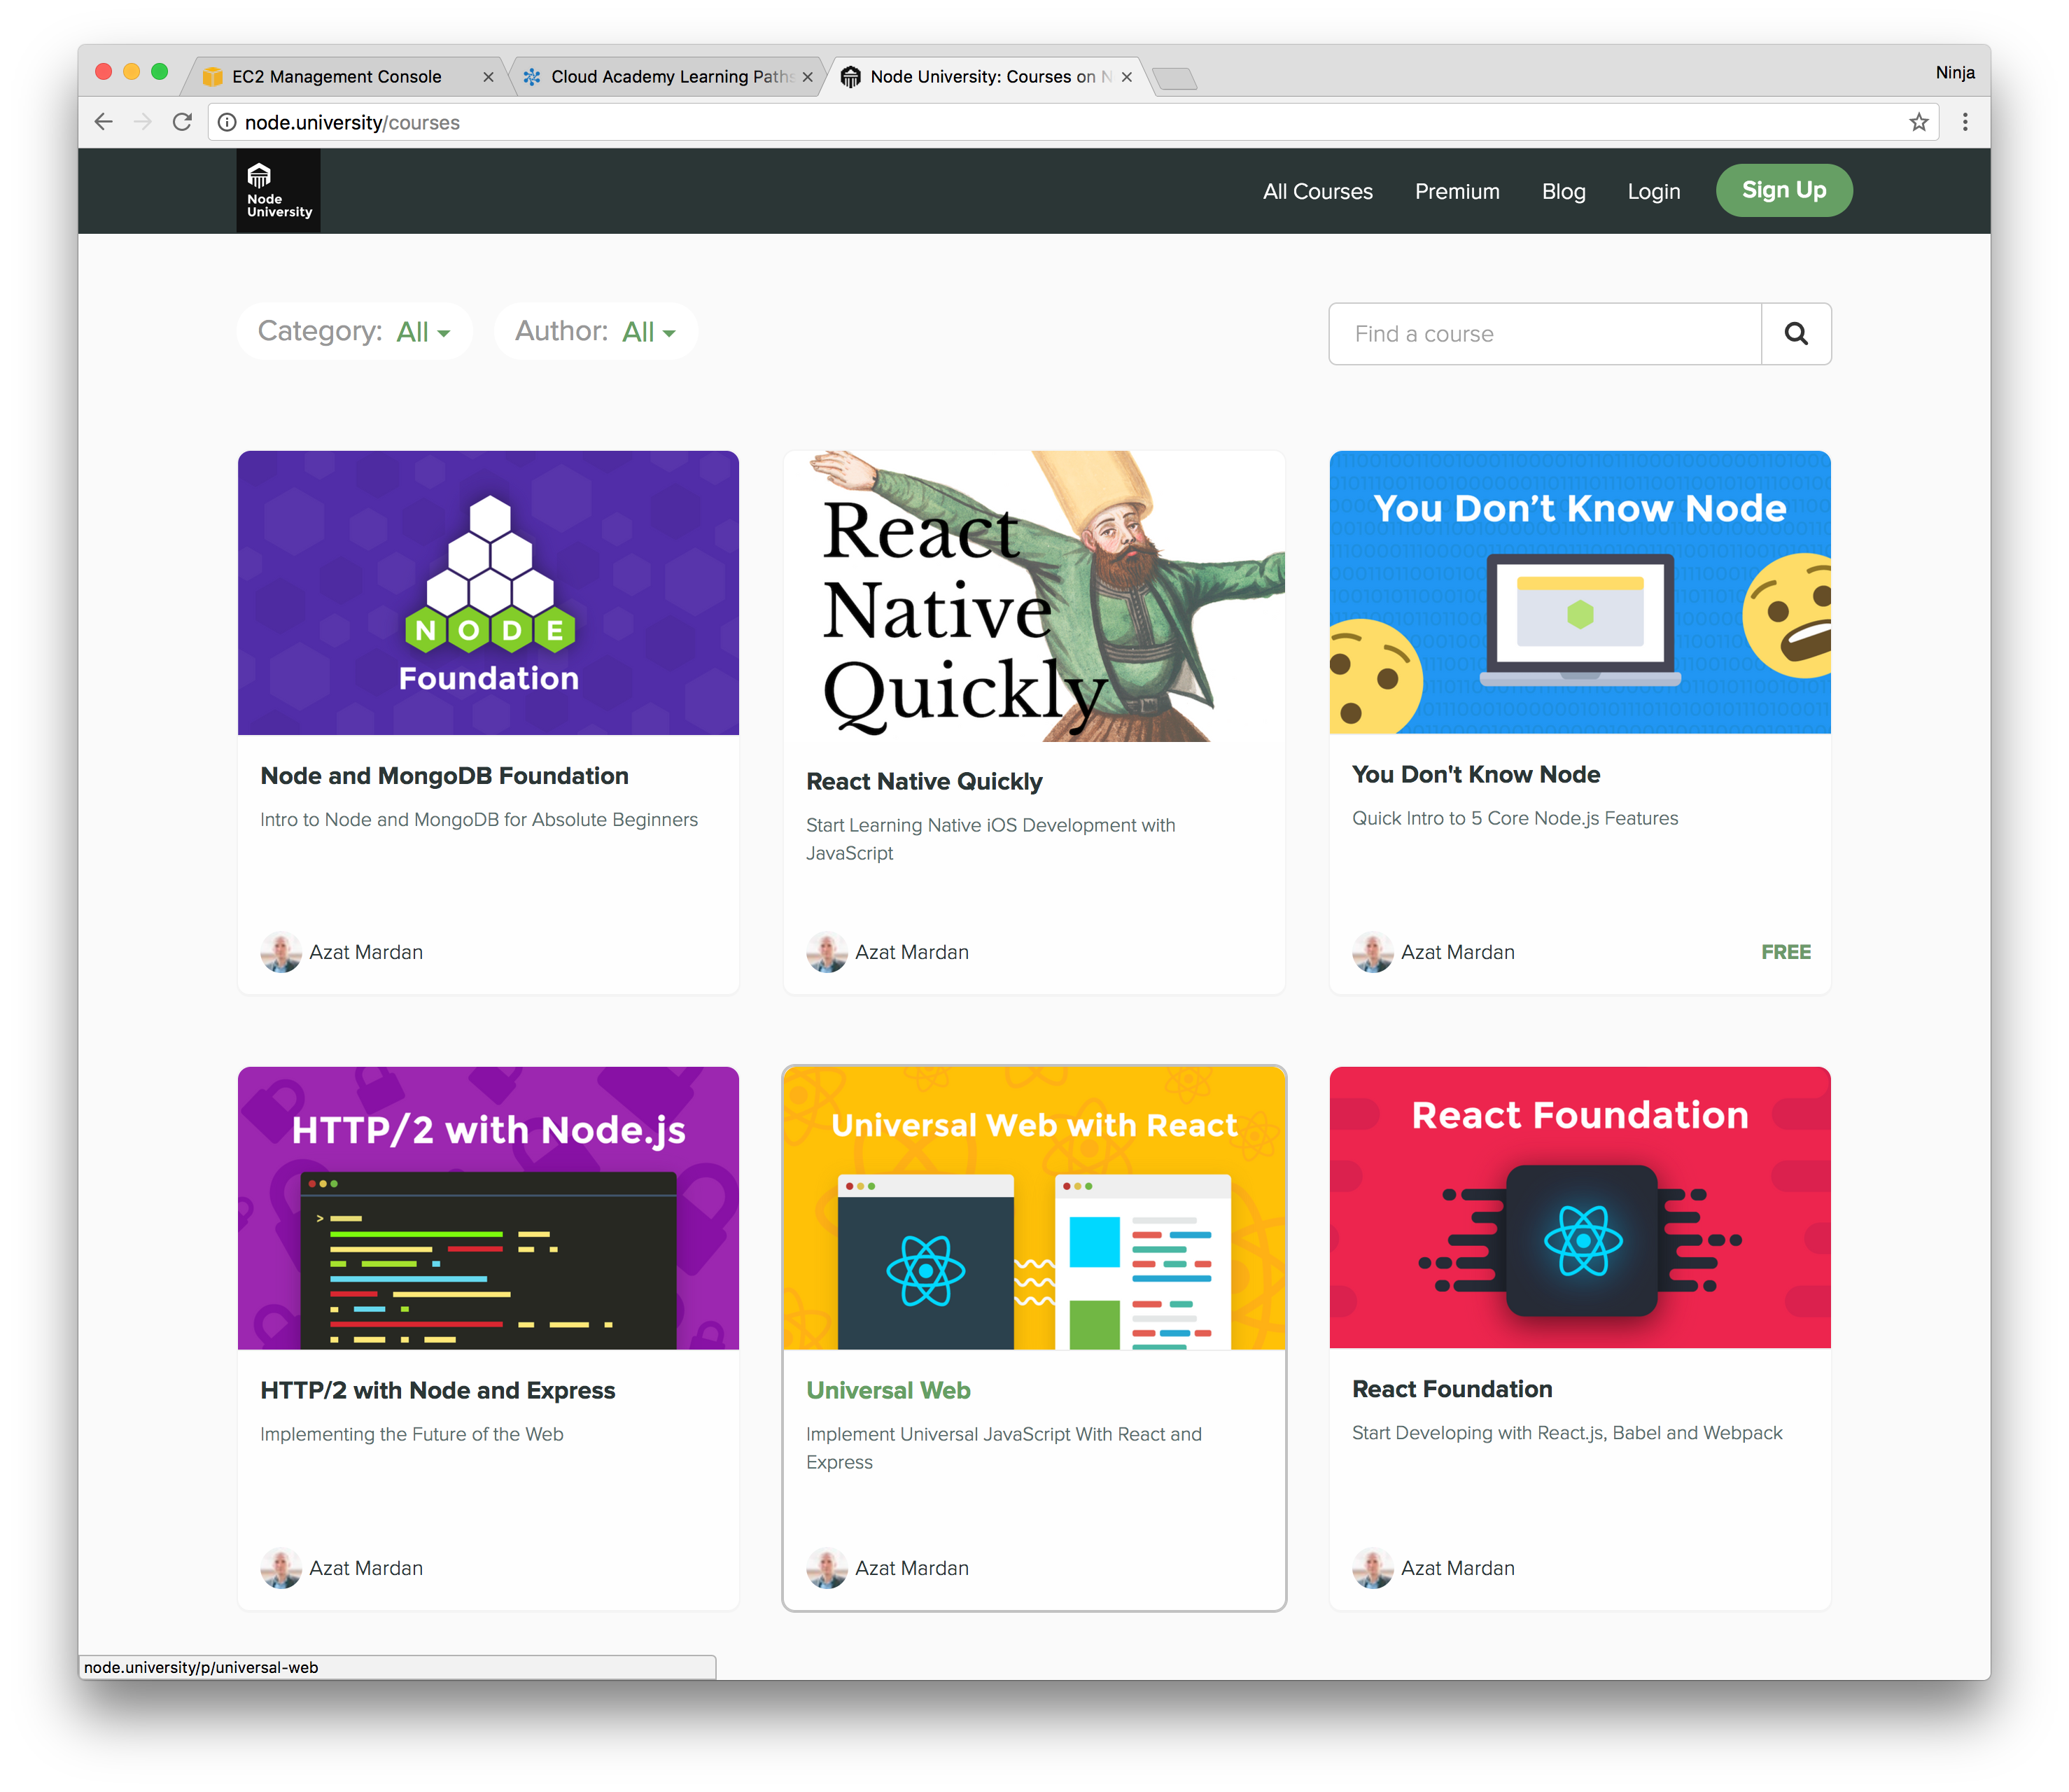 EC2 Management Console
Cloud Academy Learning Paths
Node University: Courses on N
Ninja
node.university/courses
Node
University
All Courses
Premium
Blog
Login
Sign Up
Category: All
Author: All
Find a course
NODE
Foundation
React
Native
Quickly
You Don’t Know Node
Node and MongoDB Foundation
Intro to Node and MongoDB for Absolute Beginners
Azat Mardan
React Native Quickly
Start Learning Native iOS Development with
JavaScript
Azat Mardan
You Don't Know Node
Quick Intro to 5 Core Node.js Features
Azat Mardan
FREE
HTTP/2 with Node.js
Universal Web with React
React Foundation
HTTP/2 with Node and Express
Implementing the Future of the Web
Azat Mardan
Universal Web
Implement Universal JavaScript With React and
Express
Azat Mardan
React Foundation
Start Developing with React.js, Babel and Webpack
Azat Mardan
node.university/p/universal-web